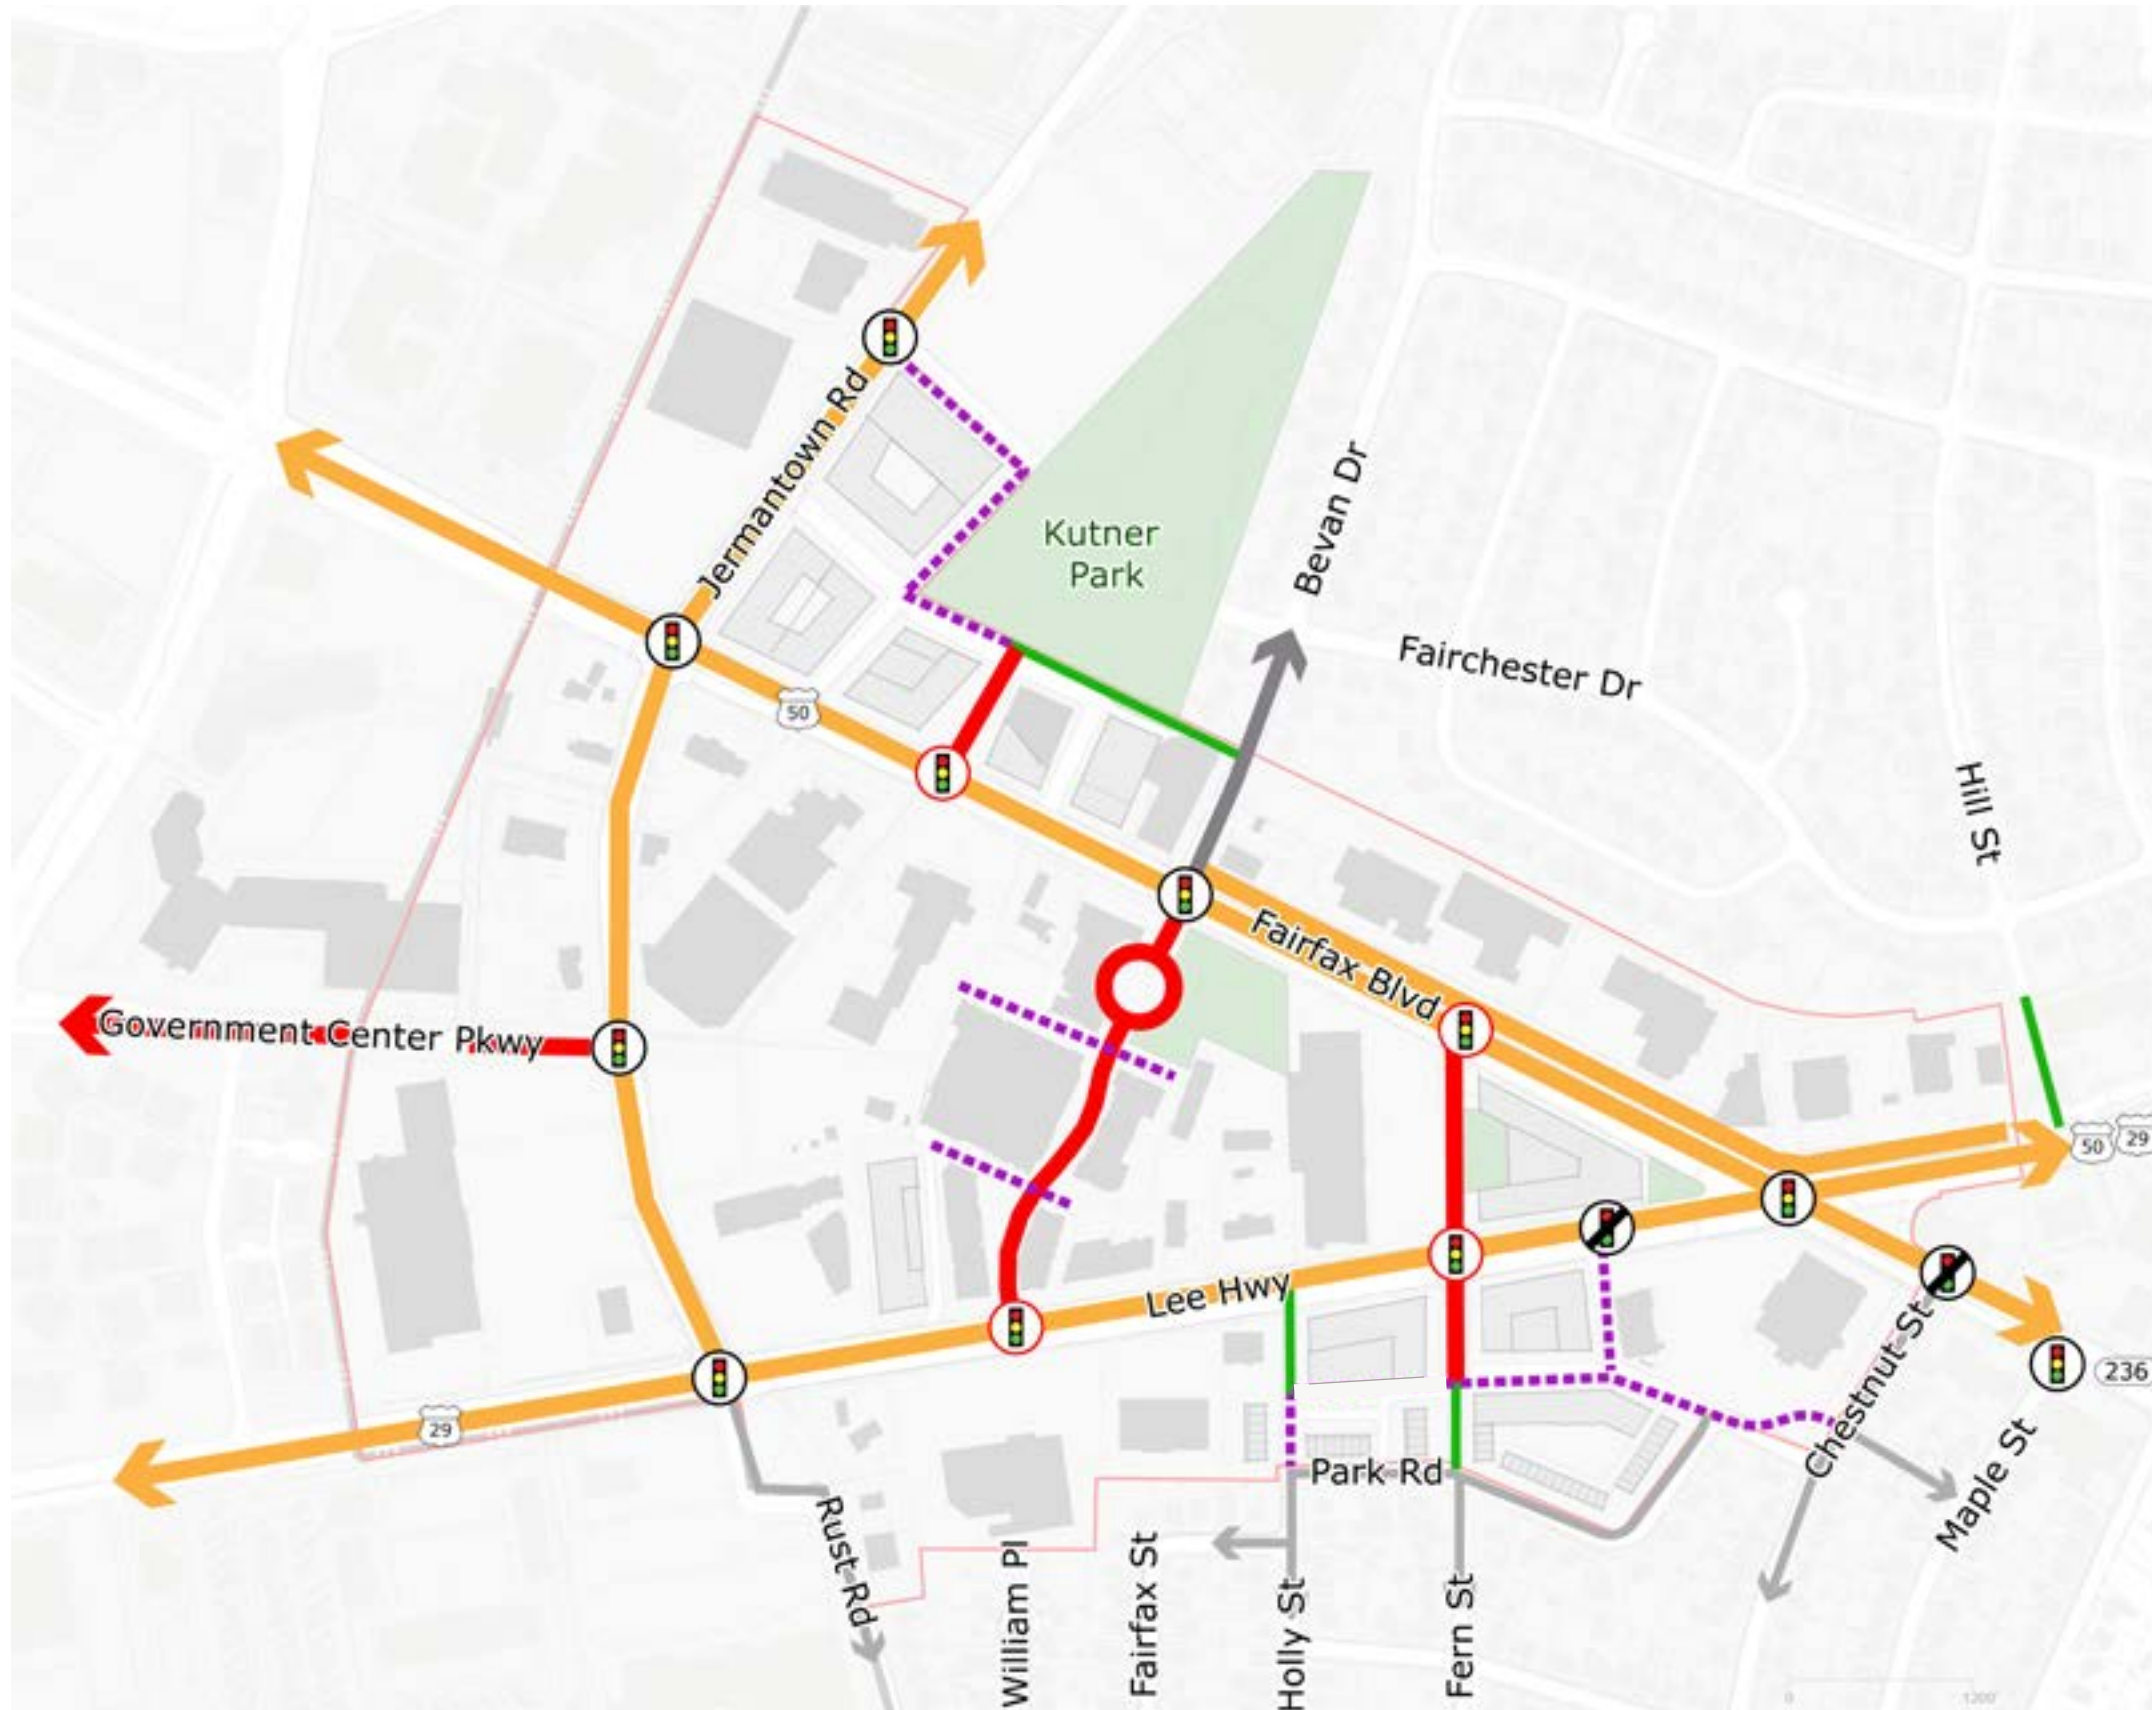 Jermantown Rd
Kutner
Park
Bevan Dr
Fairchester Dr
50
Hill St
Fairfax Blvd
Government Center Pkwy
50
29
Lee Hwy
236
29
Chestnut St
Park Rd
Maple St
Rust Rd
William Pl
Fairfax St
Holly St
Fern St
0
1200'